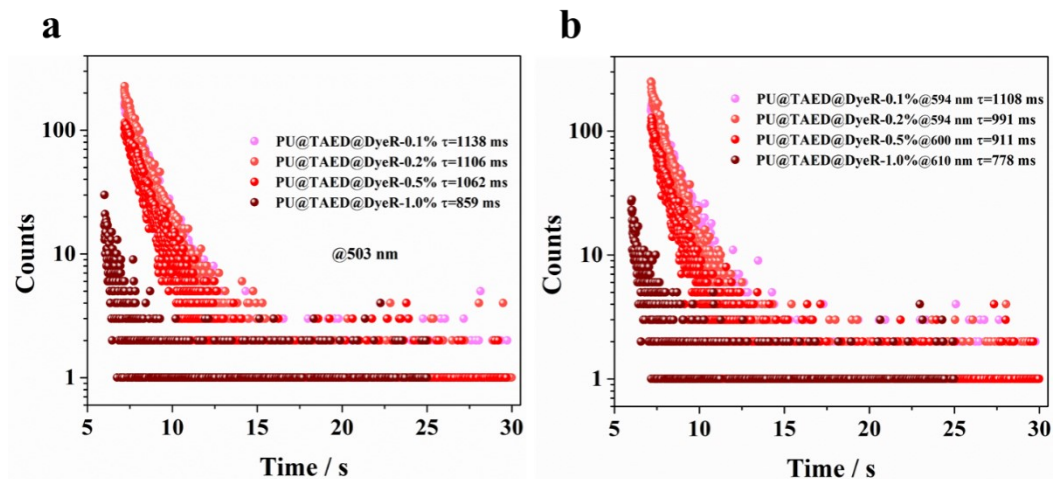 a
Counts
100
10
1
5 10 15 20 25 30
Time / s
PU@TAED@DyeR-0.1% τ=1138 ms
PU@TAED@DyeR-0.2% τ=1106 ms
PU@TAED@DyeR-0.5% τ=1062 ms
PU@TAED@DyeR-1.0% τ=859 ms
@503 nm
b
Counts
100
10
1
5 10 15 20 25 30
Time / s
PU@TAED@DyeR-0.1%@594 nm τ=1108 ms
PU@TAED@DyeR-0.2%@594 nm τ=991 ms
PU@TAED@DyeR-0.5%@600 nm τ=911 ms
PU@TAED@DyeR-1.0%@610 nm τ=778 ms